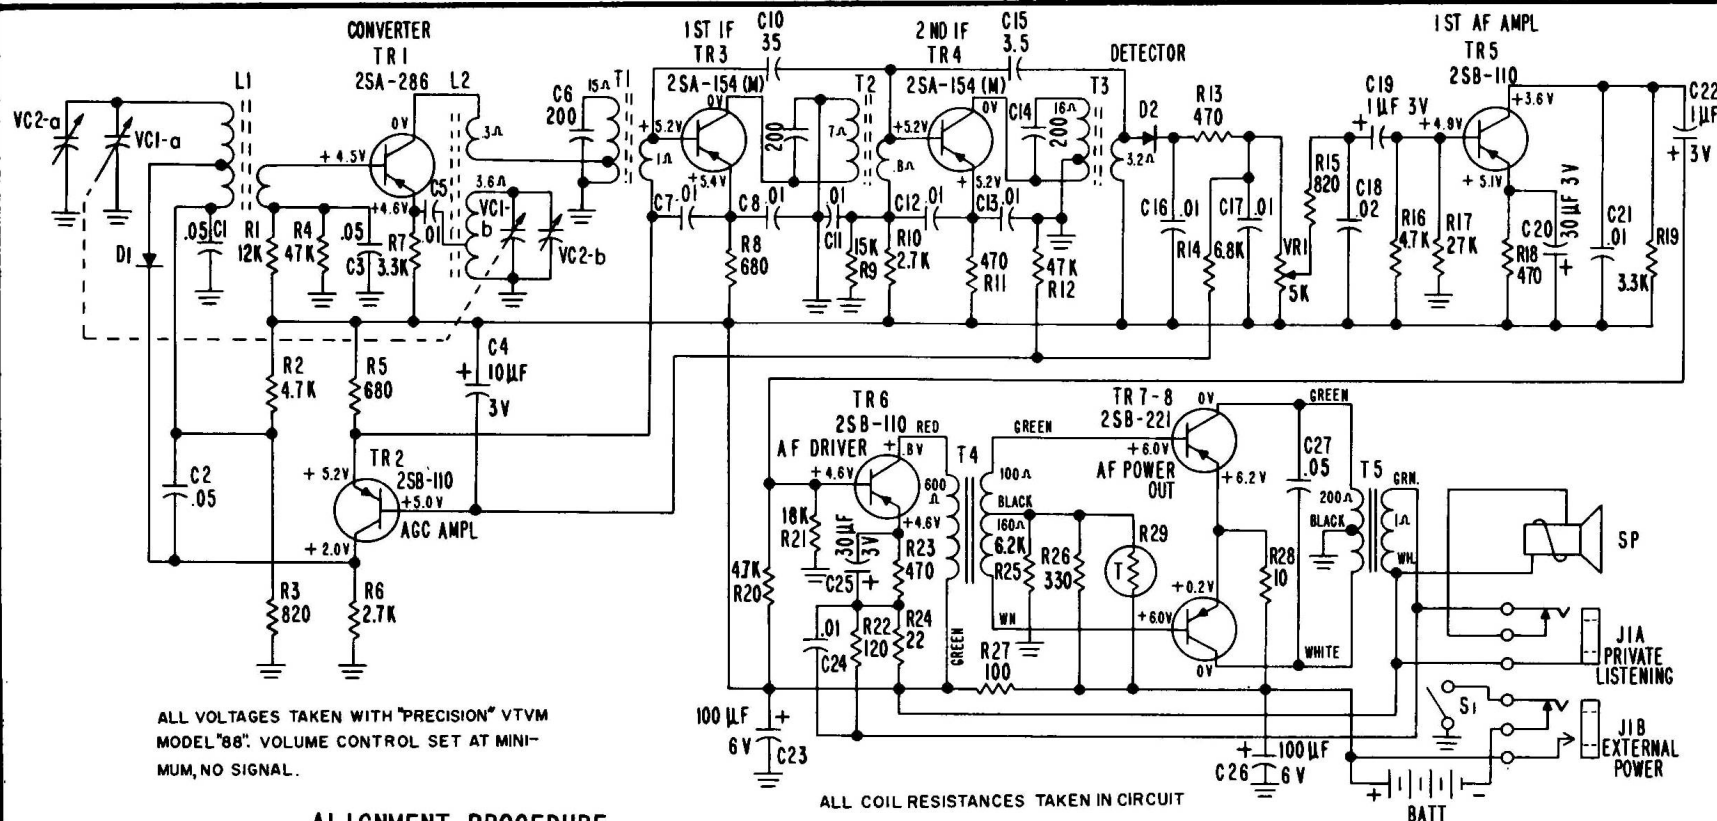 CONVERTER
TR1
2SA-286
L1
L2
VC2-a
VC1-a
0V
+4.5V
+4.6V
3Ω
3.6Ω
C5
.01
VC1-b
VC2-b
D1
.05
C1
R1
12K
R4
47K
.05
C3
R7
3.3K
C6
200
15Ω
T1
1ST IF
TR3
2SA-154 (M)
0V
+5.2V
1Ω
+5.4V
C10
35
C7 .01
C8 .01
R8
680
200
7Ω
T2
.01
C11
15K
R9
2ND IF
TR4
2SA-154 (M)
0V
+5.2V
.8Ω
+5.2V
C15
3.5
C12 .01
C13 .01
R10
2.7K
470
R11
47K
R12
C14
200
16Ω
T3
3.2Ω
DETECTOR
D2
R13
470
C16 .01
C17 .01
R14 6.8K
VR1
5K
R15
820
C18
.02
C19
1µF 3V
R16
4.7K
R17
27K
1ST AF AMPL
TR5
2SB-110
+3.6V
+4.9V
+5.1V
R18
470
C20
30µF 3V
C21
.01
R19
3.3K
C22
1µF
3V
R2
4.7K
R5
680
C4
10µF
3V
C2
.05
TR2
2SB-110
+5.2V
+5.0V
+2.0V
AGC AMPL
R3
820
R6
2.7K
TR6
2SB-110
AF DRIVER
+.8V
+4.6V
+4.6V
RED
GREEN
18K
R21
4.7K
R20
30µF
3V
C25
R23
470
R24
22
R22
120
.01
C24
600
Ω
T4
GREEN
100Ω
BLACK
160Ω
WN
6.2K
R25
R26
330
R29
T
R27
100
TR7-8
2SB-221
0V
+6.0V
AF POWER
OUT
+6.2V
+0.2V
+6.0V
0V
R28
10
C27
.05
GREEN
WHITE
200Ω
BLACK
T5
GRN.
1Ω
WH.
SP
J1A
PRIVATE
LISTENING
S1
J1B
EXTERNAL
POWER
100µF
6V
C23
100µF
C26
6V
+
-
BATT
ALL VOLTAGES TAKEN WITH "PRECISION" VTVM
MODEL "88". VOLUME CONTROL SET AT MINI-
MUM, NO SIGNAL.
ALL COIL RESISTANCES TAKEN IN CIRCUIT
ALIGNMENT PROCEDURE